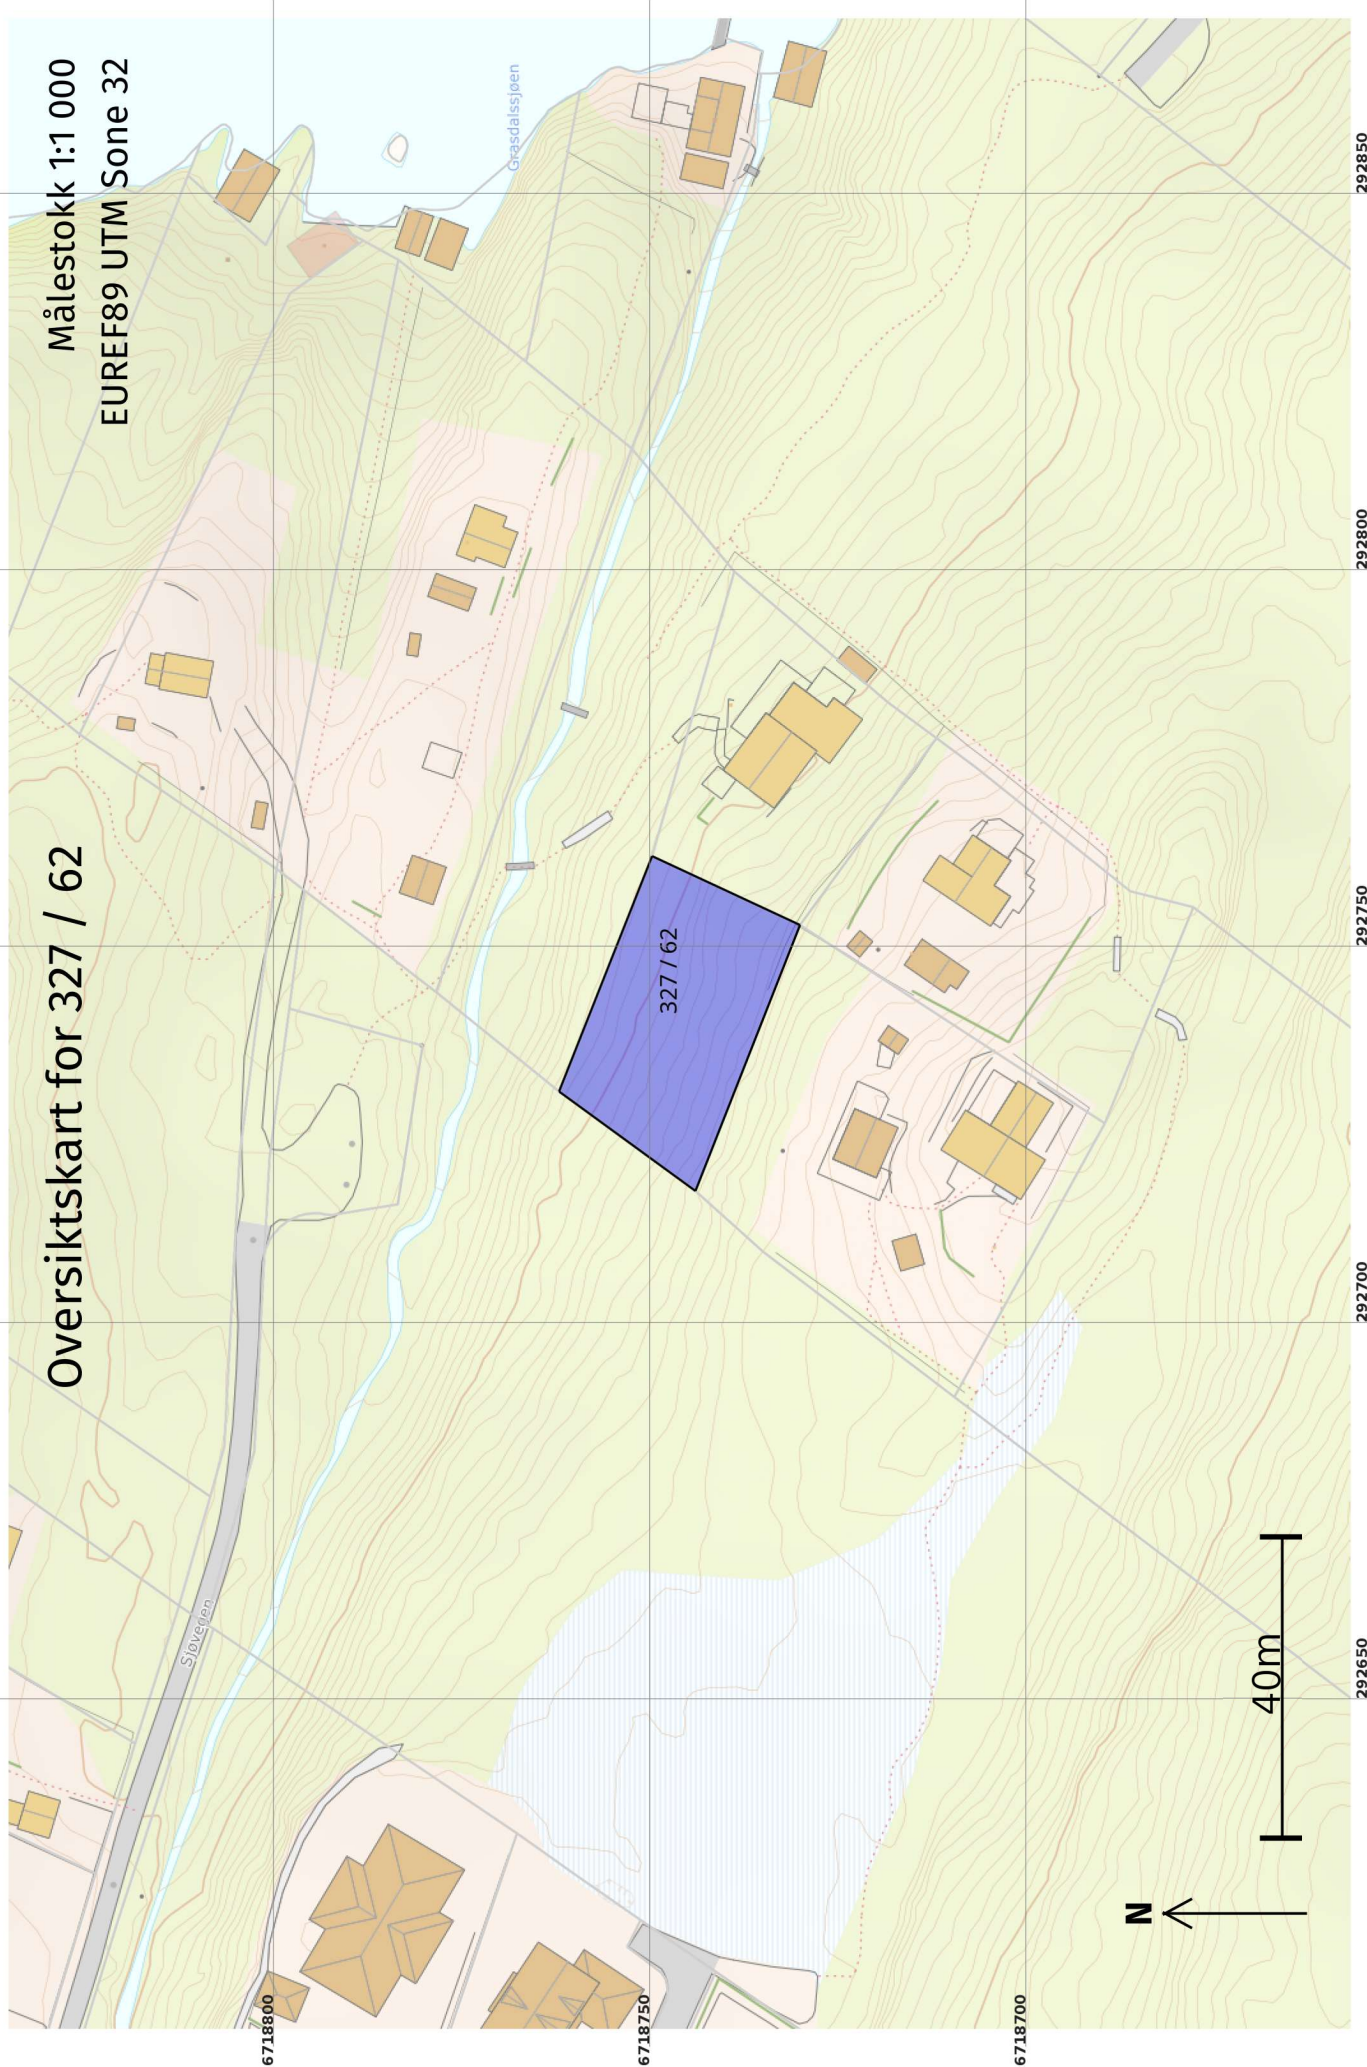 Oversiktskart for 327 / 62
Målestokk 1:1 000
EUREF89 UTM Sone 32
Grasdalssjøen
Sjøvegen
327 / 62
6718800
6718750
6718700
292650
292700
292750
292800
292850
N
40m